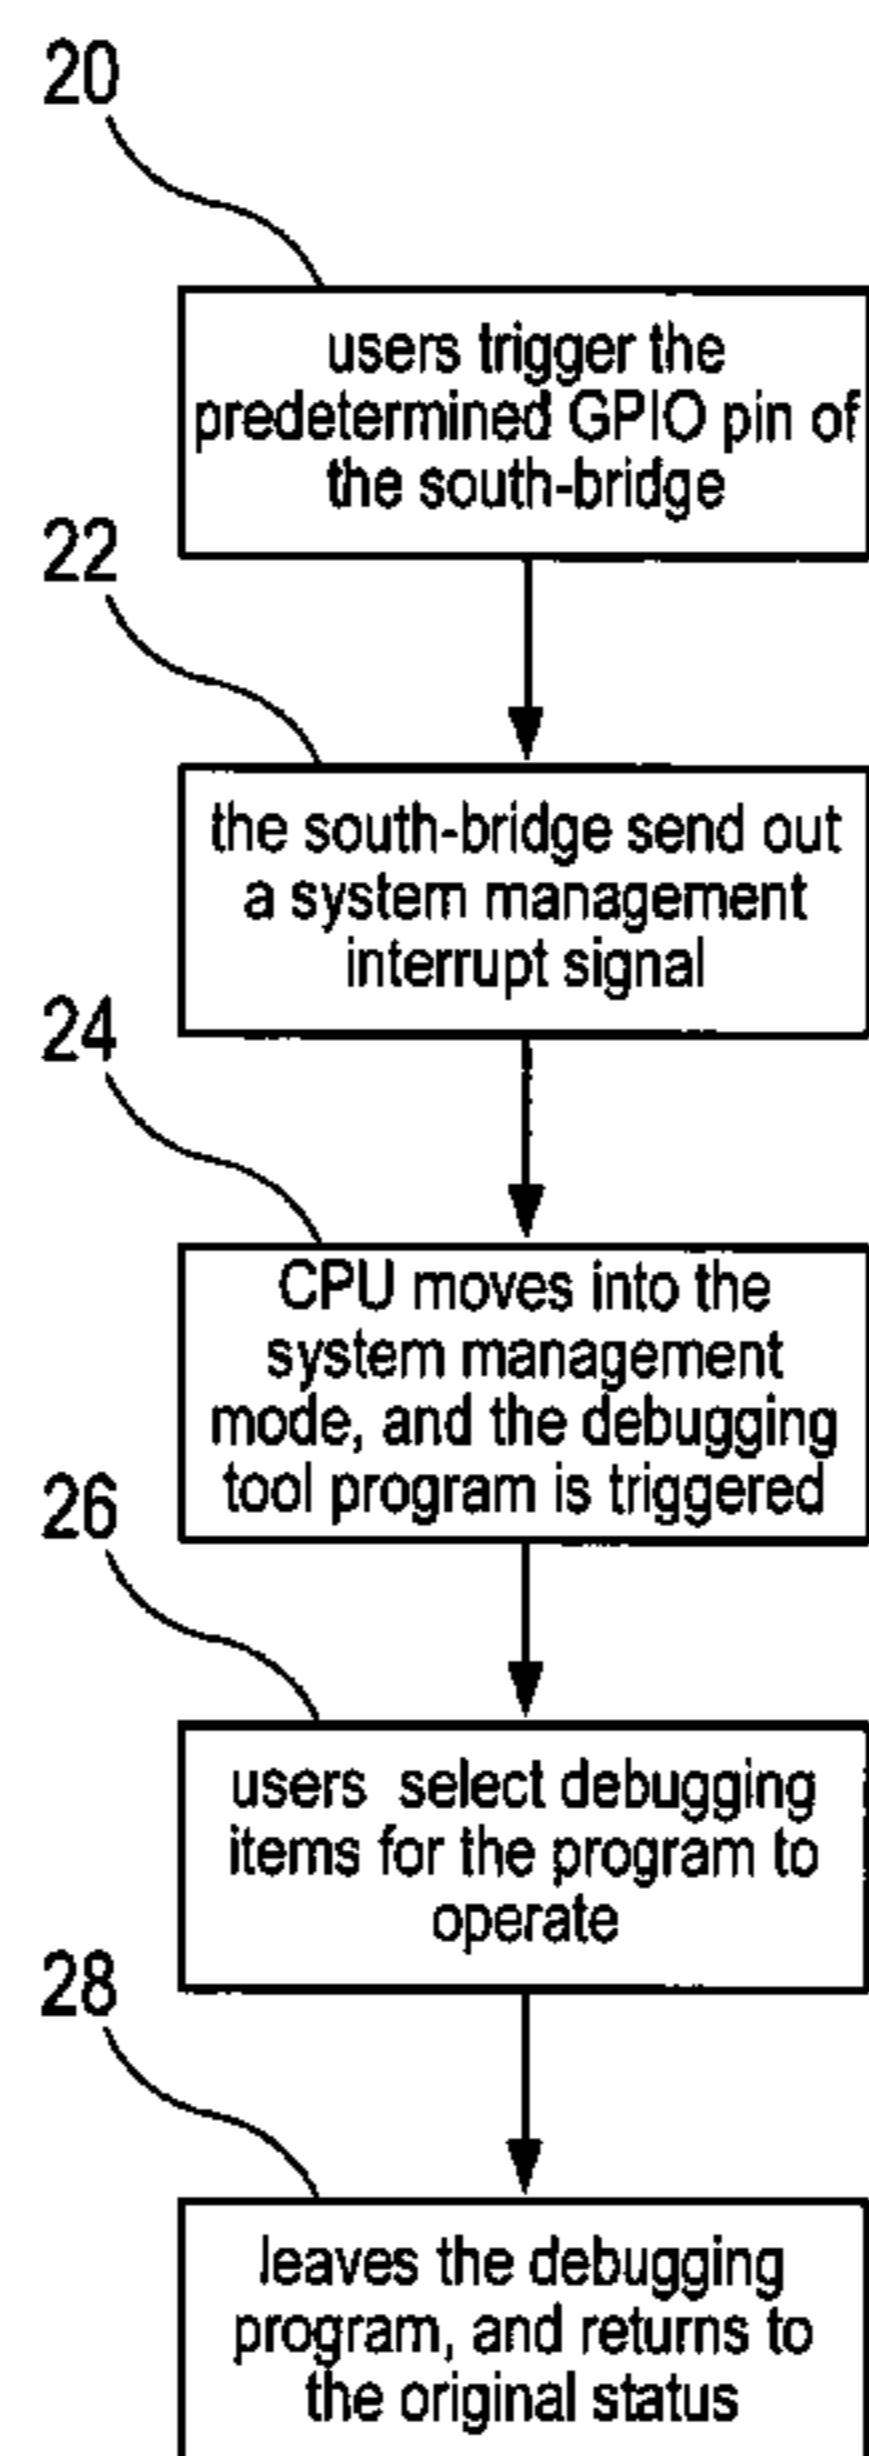 20
users trigger the
predetermined GPIO pin of
the south-bridge
22
the south-bridge send out
a system management
interrupt signal
24
CPU moves into the
system management
mode, and the debugging
tool program is triggered
26
users select debugging
items for the program to
operate
28
leaves the debugging
program, and returns to
the original status